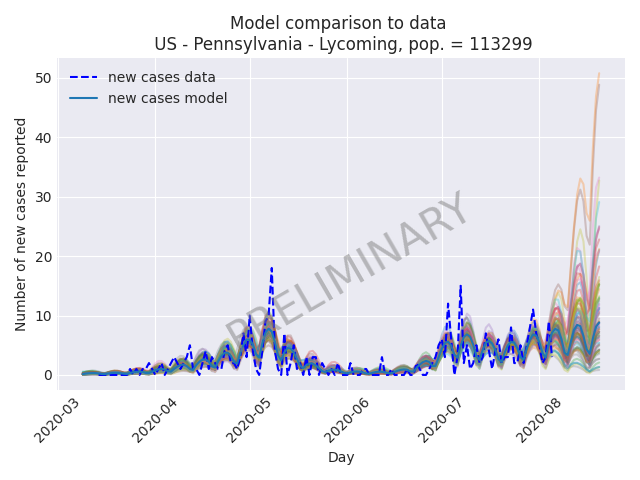 Model comparison to data
US - Pennsylvania - Lycoming, pop. = 113299
new cases data
new cases model
PRELIMINARY
Number of new cases reported
50
40
30
20
10
0
2020-03
2020-04
2020-05
2020-06
2020-07
2020-08
Day